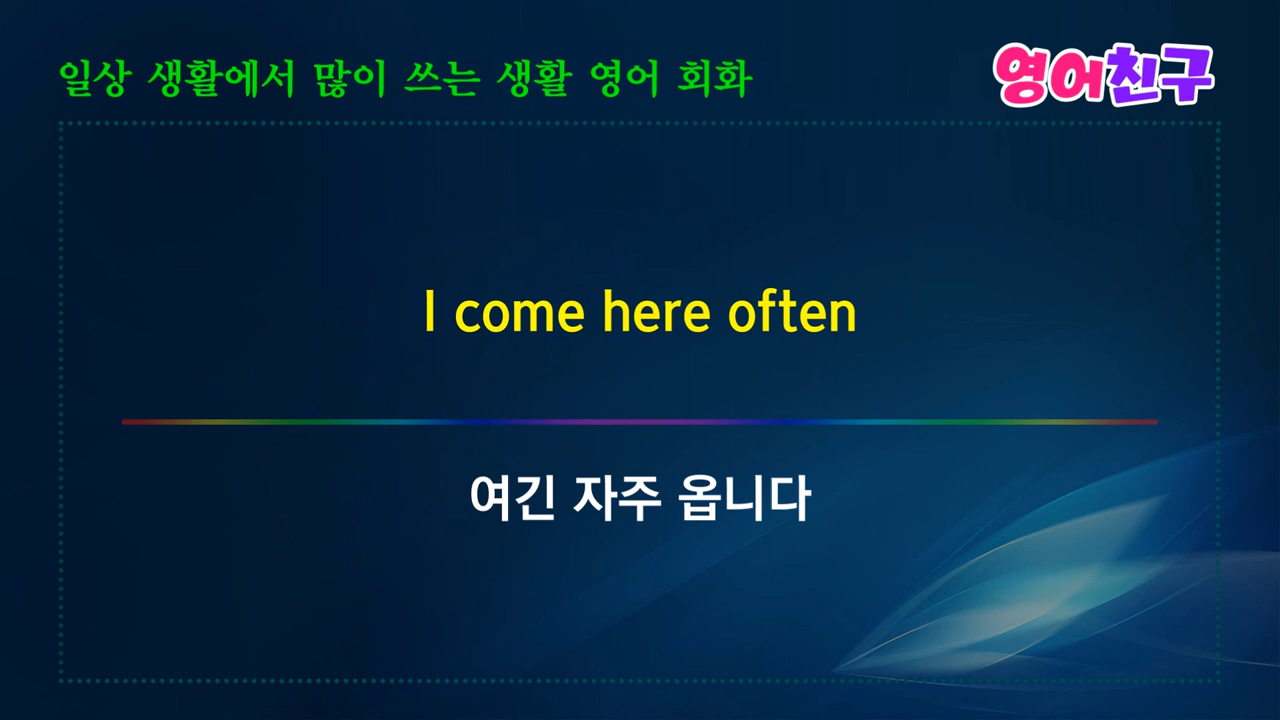 일상 생활에서 많이 쓰는 생활 영어 회화
영어친구
I come here often
여긴 자주 옵니다